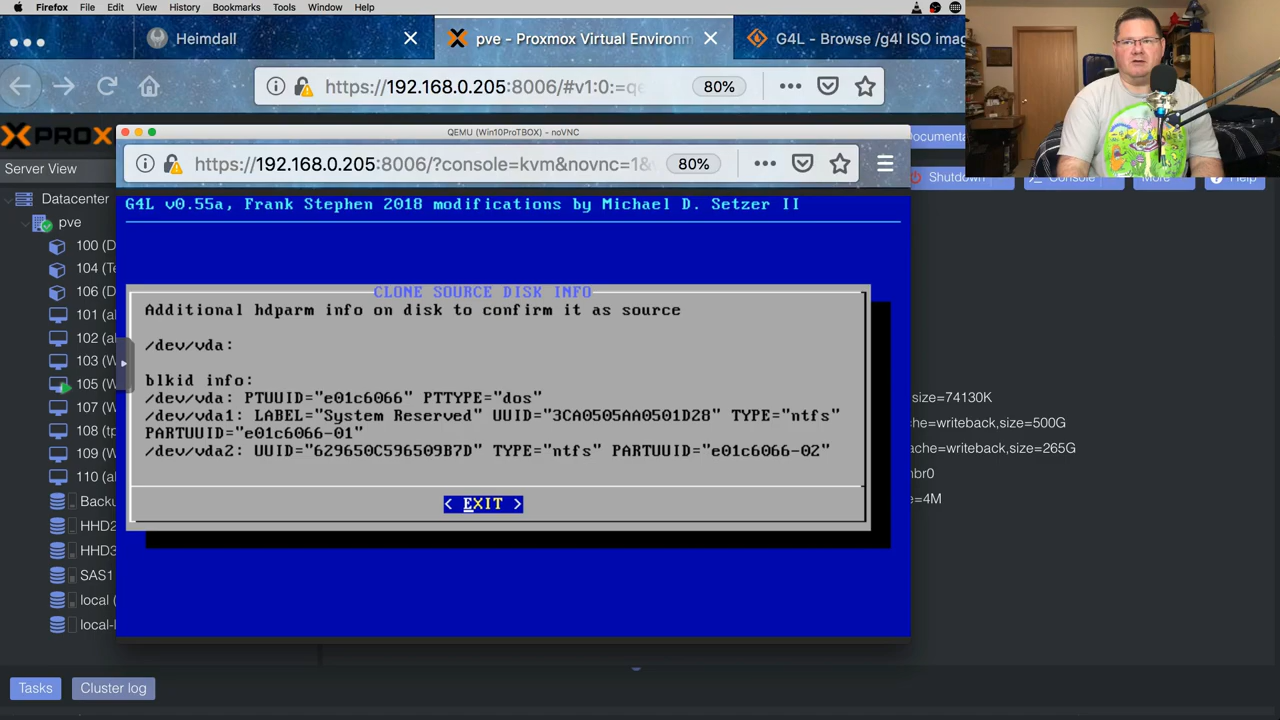 Firefox File Edit View History Bookmarks Tools Window Help
Heimdall
pve - Proxmox Virtual Environm
G4L - Browse /g4l ISO imag
https://192.168.0.205:8006/#v1:0:=qe
80%
QEMU (Win10ProTBOX) - noVNC
XPROX
https://192.168.0.205:8006/?console=kvm&novnc=1&
80%
Documenta
Server View
Shutdown
Console
More
Help
Datacenter
pve
100 (D
104 (Te
106 (D
101 (al
102 (al
103 (W
105 (W
107 (W
108 (tp
109 (W
110 (al
Backu
HHD2
HHD3
SAS1
local (
local-l
G4L v0.55a, Frank Stephen 2018 modifications by Michael D. Setzer II
CLONE SOURCE DISK INFO
Additional hdparm info on disk to confirm it as source
/dev/vda:
blkid info:
/dev/vda: PTUUID="e01c6066" PTTYPE="dos"
/dev/vda1: LABEL="System Reserved" UUID="3CA0505AA0501D28" TYPE="ntfs"
PARTUUID="e01c6066-01"
/dev/vda2: UUID="629650C596509B7D" TYPE="ntfs" PARTUUID="e01c6066-02"
< EXIT >
size=74130K
ache=writeback,size=500G
ache=writeback,size=265G
nbr0
e=4M
Tasks
Cluster log